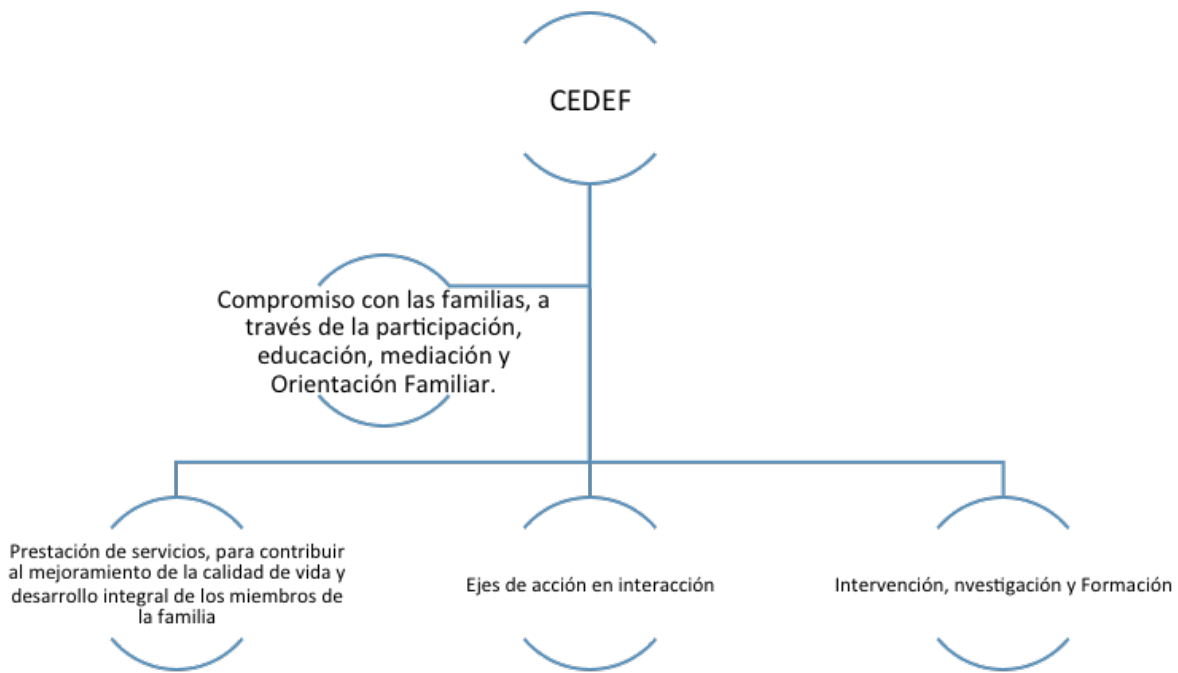 CEDEF
Compromiso con las familias, a
través de la participación,
educación, mediación y
Orientación Familiar.
Prestación de servicios, para contribuir
al mejoramiento de la calidad de vida y
desarrollo integral de los miembros de
la familia
Ejes de acción en interacción
Intervención, nvestigación y Formación